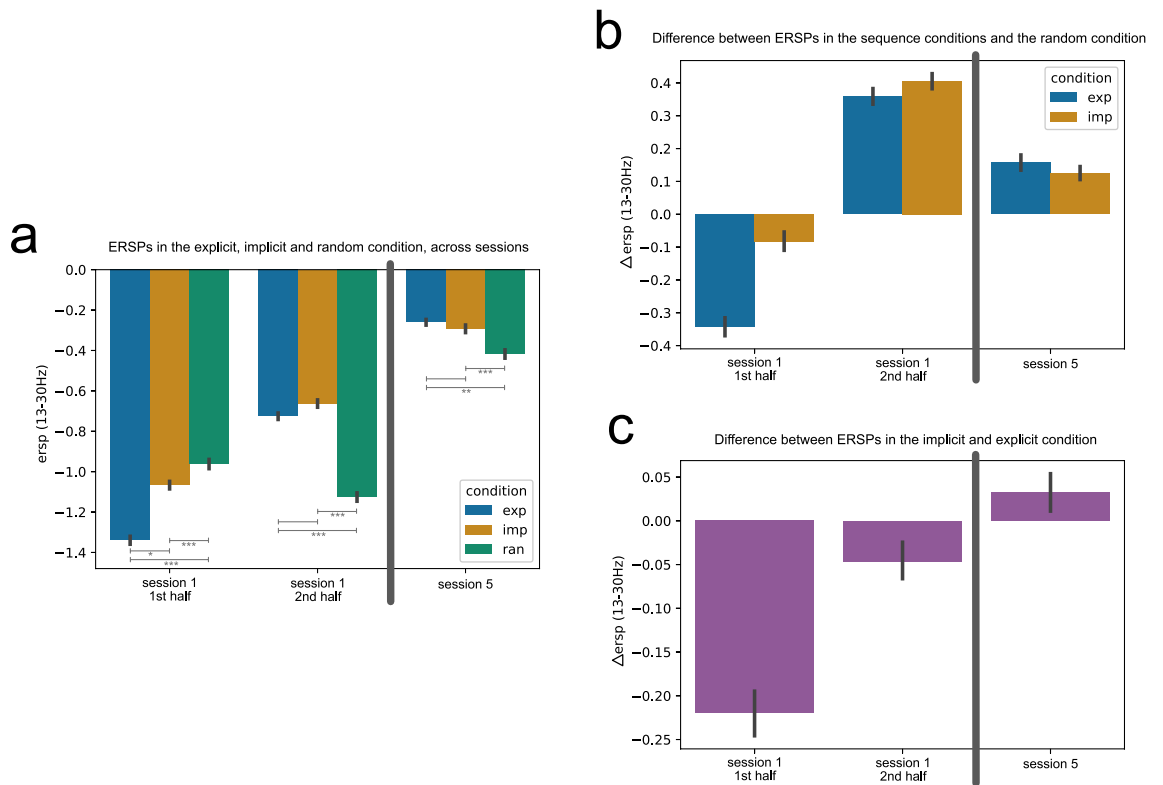 a
ERSPs in the explicit, implicit and random condition, across sessions
ersp (13-30Hz)
0.0
−0.2
−0.4
−0.6
−0.8
−1.0
−1.2
−1.4
*
***
***
***
***
***
**
condition
exp
imp
ran
session 1
1st half
session 1
2nd half
session 5
b
Difference between ERSPs in the sequence conditions and the random condition
△ersp (13-30Hz)
0.4
0.3
0.2
0.1
0.0
−0.1
−0.2
−0.3
−0.4
condition
exp
imp
session 1
1st half
session 1
2nd half
session 5
c
Difference between ERSPs in the implicit and explicit condition
△ersp (13-30Hz)
0.05
0.00
−0.05
−0.10
−0.15
−0.20
−0.25
session 1
1st half
session 1
2nd half
session 5